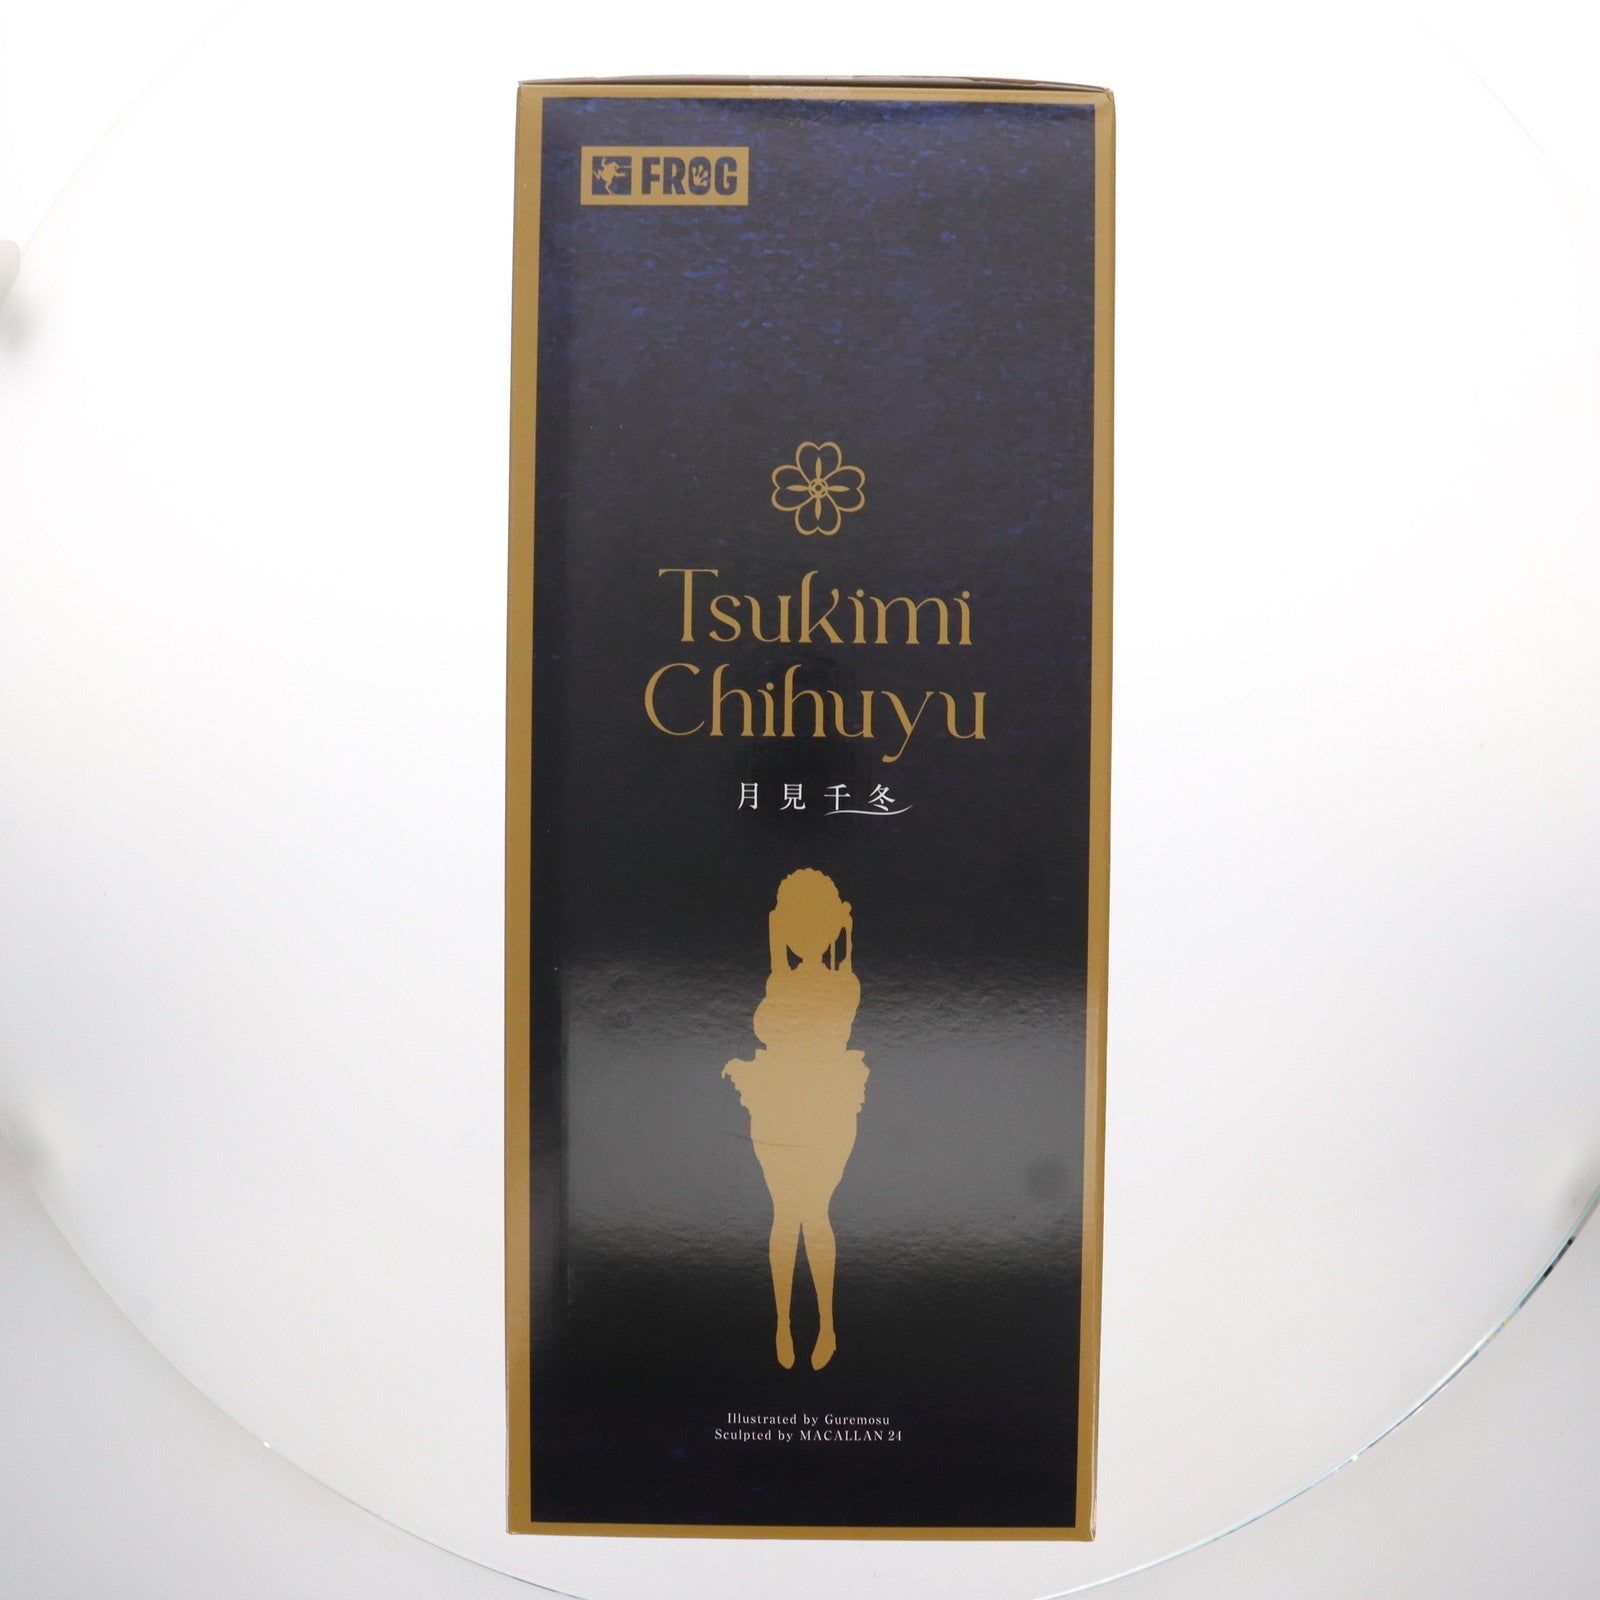 FROG
Tsukimi
Chihuyu
月見千冬
Illustrated by Guremosu
Sculpted by MACALLAN 24